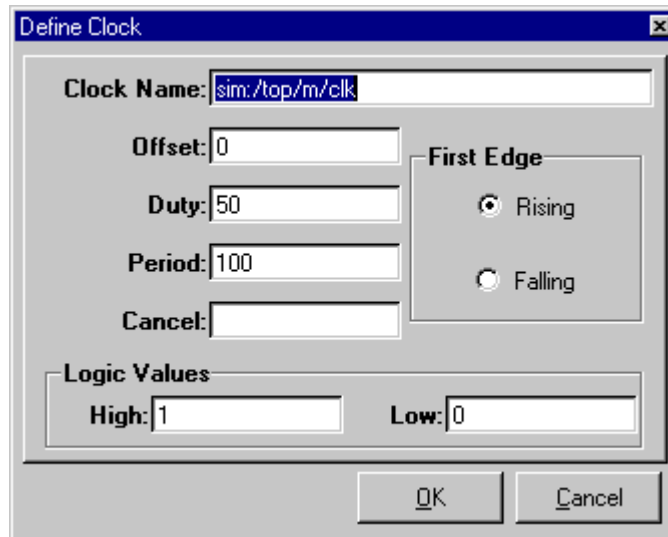 Define Clock
Clock Name: sim:/top/m/clk
Offset: 0
First Edge
Duty: 50
Rising
Period: 100
Falling
Cancel:
Logic Values
High: 1 Low: 0
OK Cancel